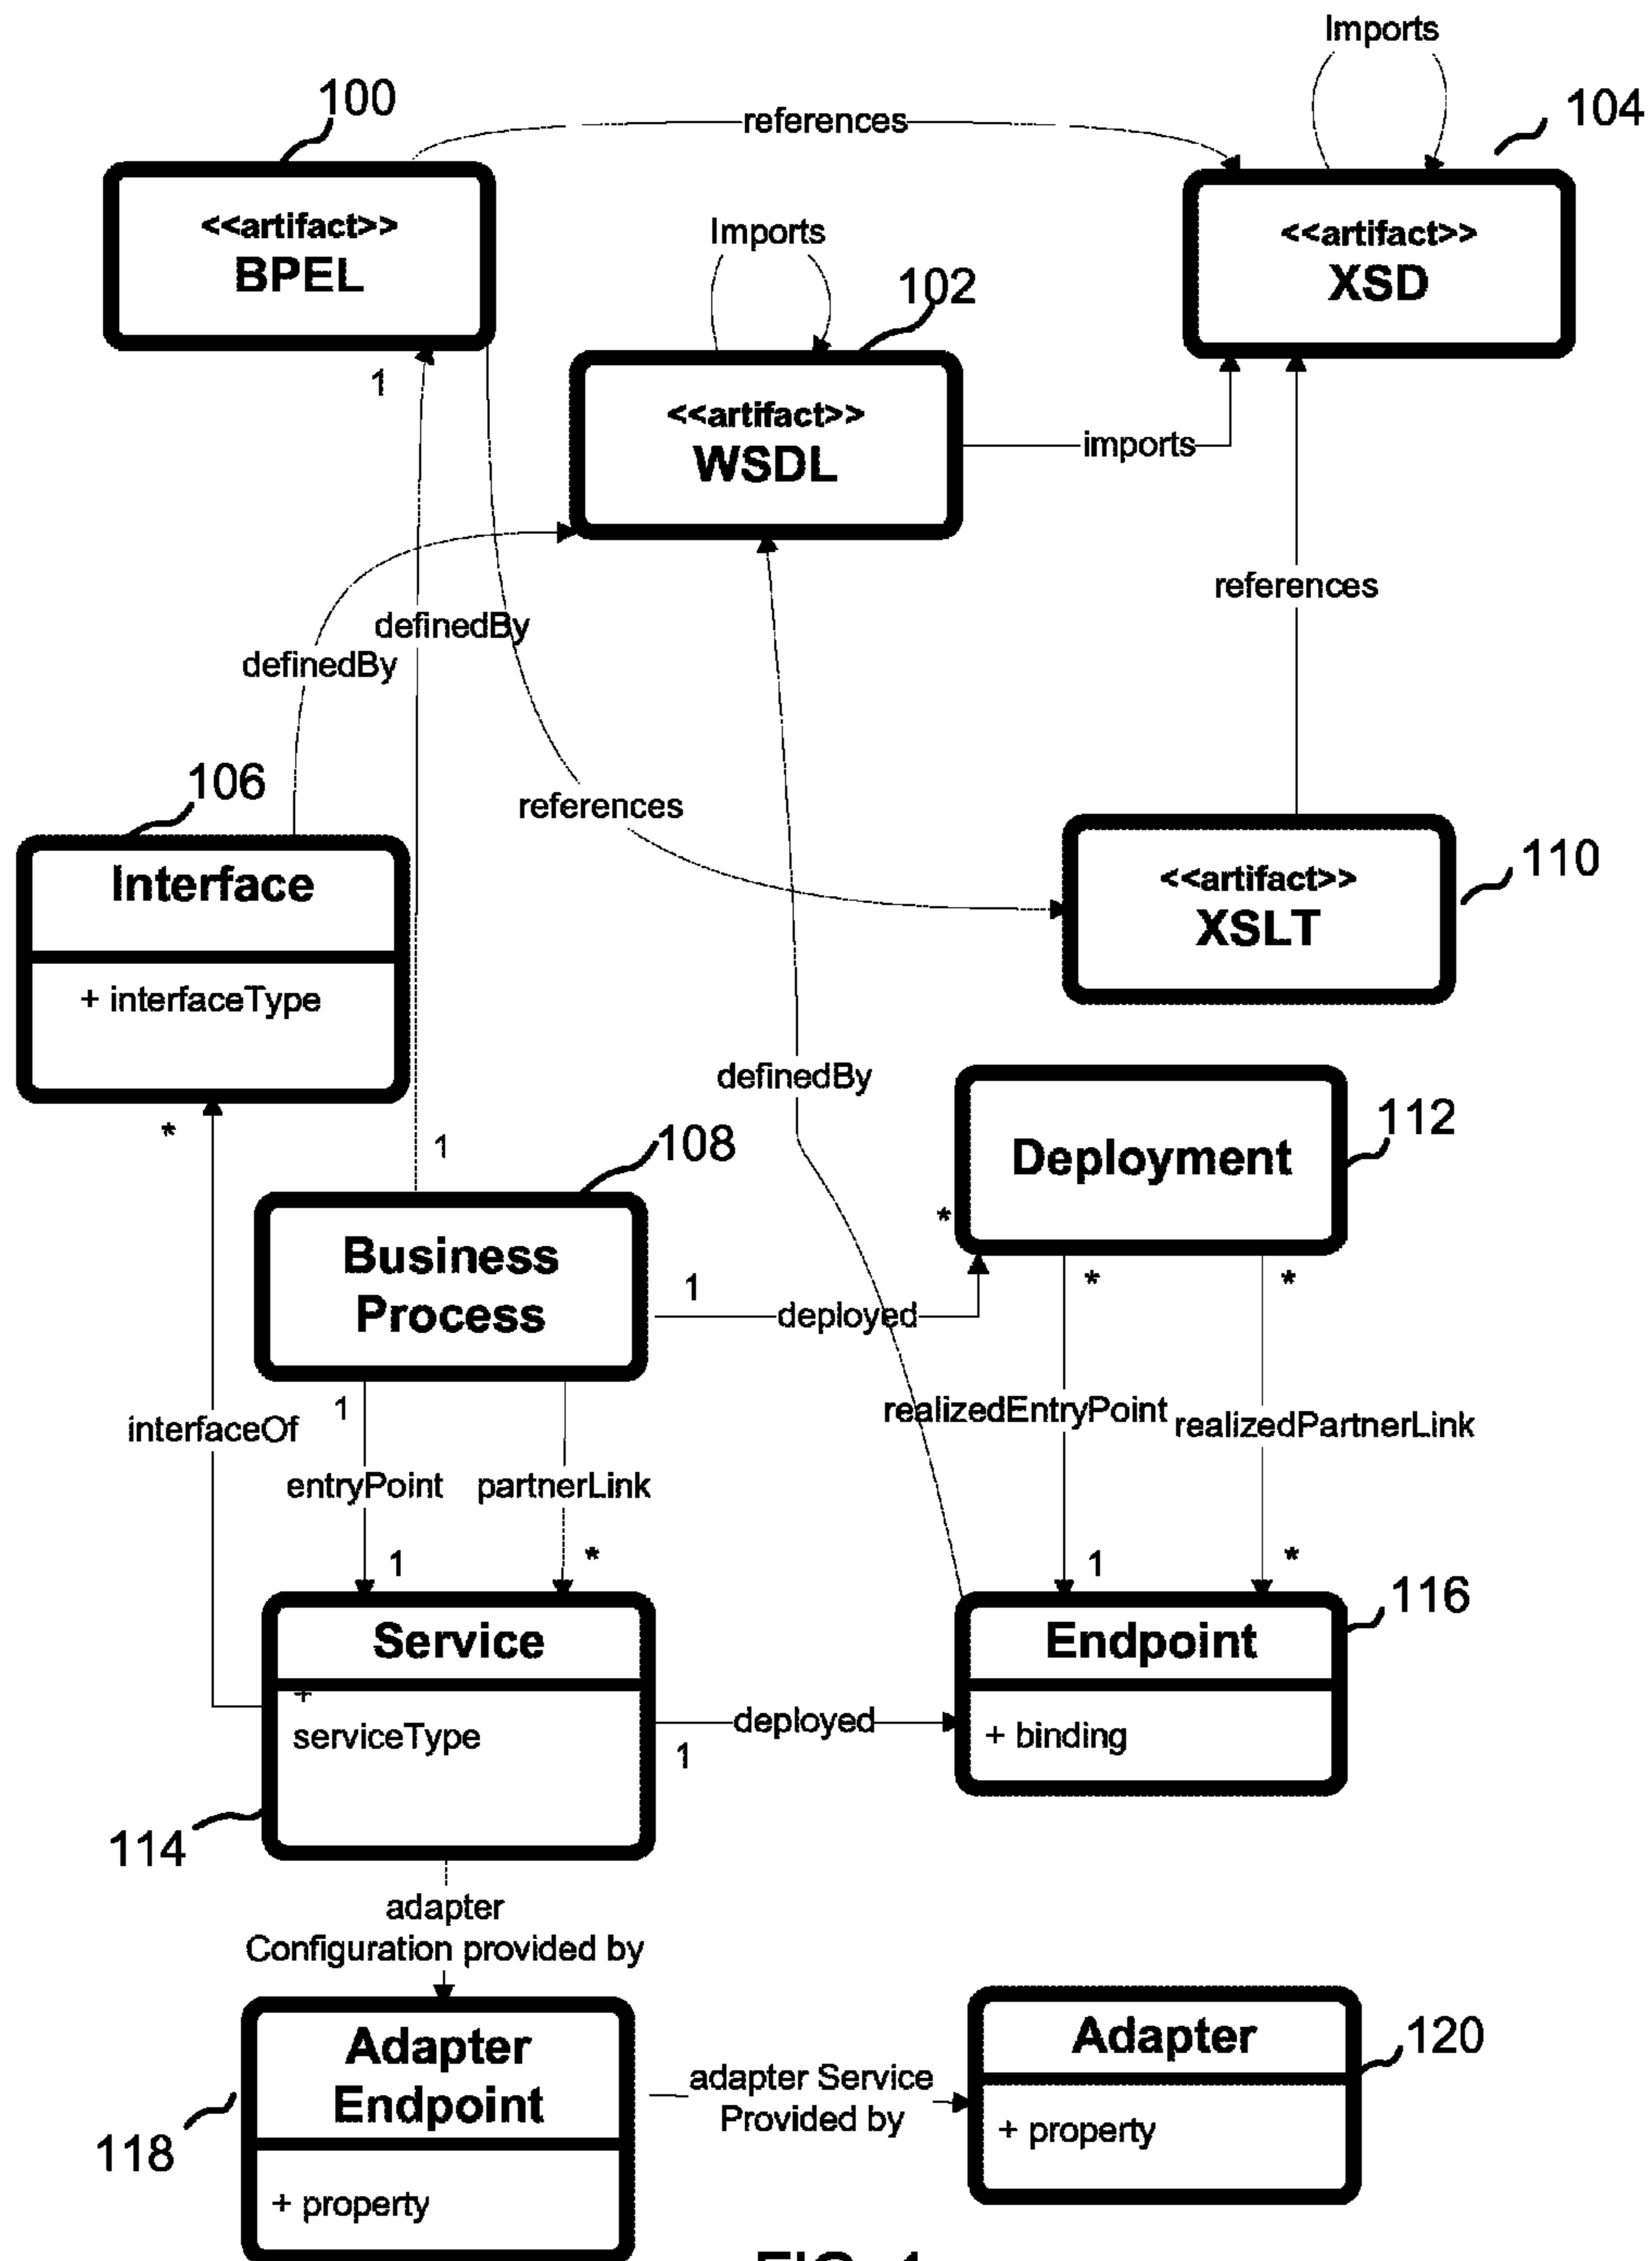 Imports
100
104
references
<<artifact>>
BPEL
<<artifact>>
XSD
Imports
102
1
<<artifact>>
WSDL
imports
references
definedBy
definedBy
106
references
Interface
110
<<artifact>>
XSLT
+ interfaceType
definedBy
*
1
108
112
Deployment
*
Business
Process
1
deployed
*
*
1
interfaceOf
realizedEntryPoint
realizedPartnerLink
entryPoint
partnerLink
1
*
1
*
116
Service
Endpoint
+
serviceType
deployed
1
+ binding
114
adapter
Configuration provided by
Adapter
Endpoint
Adapter
120
adapter Service
Provided by
+ property
118
+ property
FIG. 1